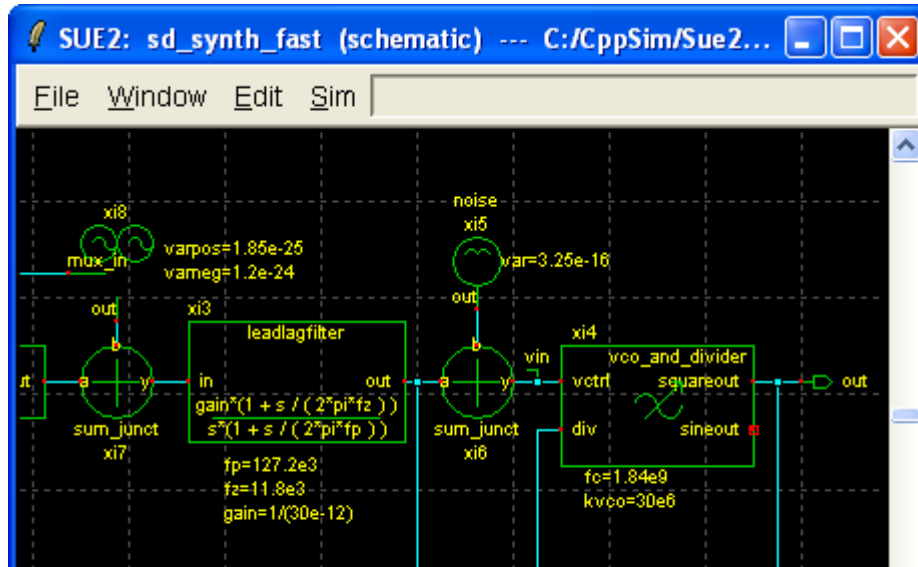 SUE2: sd_synth_fast (schematic) --- C:/CppSim/Sue2...
File Window Edit Sim
noise
xi8
xi5
mux_in
varpos=1.85e-25
varneg=1.2e-24
var=3.25e-16
out
xi3
out
xi4
leadlagfilter
b
b
vin
vco_and_divider
a
y
in
out
a
y
vctrl
squareout
out
gain*(1 + s / ( 2*pi*fz ))
s*(1 + s / ( 2*pi*fp ))
sum_junct
xi7
sum_junct
xi6
div
sineout
fp=127.2e3
fz=11.8e3
gain=1/(30e-12)
fc=1.84e9
kvco=30e6